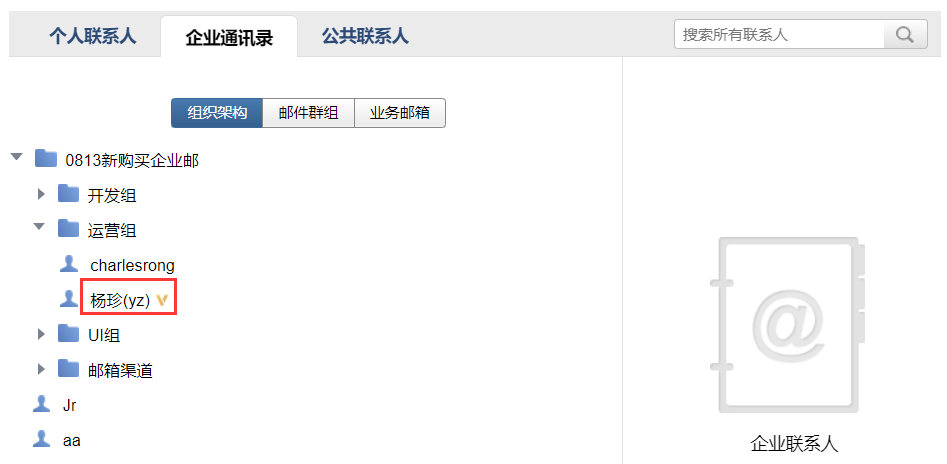 个人联系人 企业通讯录 公共联系人 搜索所有联系人
组织架构 邮件群组 业务邮箱
0813新购买企业邮
开发组
运营组
charlesrong
杨珍(yz)
UI组
邮箱渠道
Jr
aa
@
企业联系人